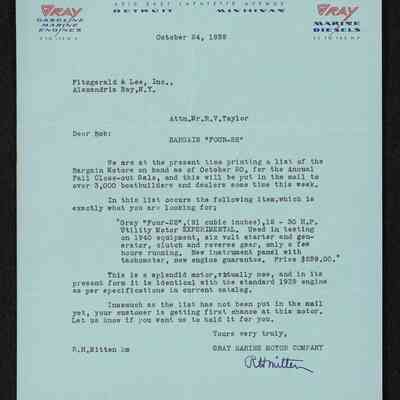 GRAY
GASOLINE
MARINE
ENGINES
AVENUE
DETROIT MICHIGAN
GRAY
MARINE
DIESELS
October 24, 1939
Fitzgerald & Lee, Inc.,
Alexandria Bay,N.Y.
Attn.Mr.R.V.Taylor
Dear Bob:
BARGAIN "FOUR-22"
We are at the present time printing a list of the
Bargain Motors on hand as of October 20, for the Annual
Fall Close-out Sale, and this will be put in the mail to
over 3,000 boatbuilders and dealers some time this week.
In this list occurs the following item,which is
exactly what you are looking for;
"Gray "Four-22",(91 cubic inches),12 - 30 H.P.
Utility Motor EXPERIMENTAL. Used in testing
on 1940 equipment, six volt starter and gen-
erator, clutch and reverse gear, only a few
hours running. New instrument panel with
tachometer, new engine guarantee. Price $259.00."
This is a splendid motor,virtually new, and in its
present form it is identical with the standard 1939 engine
as per specifications in current catalog.
Inasmuch as the list has not been put in the mail
yet, your customer is getting first chance at this motor.
Let us know if you want us to hold it for you.
Yours very truly,
R.H.Mitten GRAY MARINE MOTOR COMPANY
RHMitten